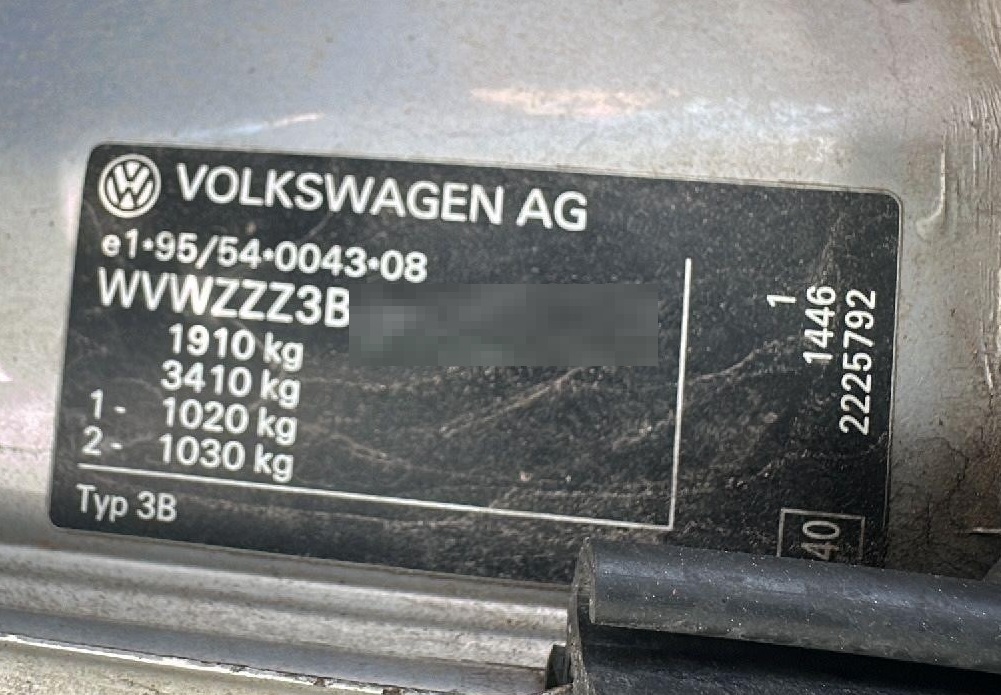 VOLKSWAGEN AG
e1*95/54*0043*08
WVWZZZ3B
1910 kg
3410 kg
1- 1020 kg
2- 1030 kg
Typ 3B
1
1446
2225792
40